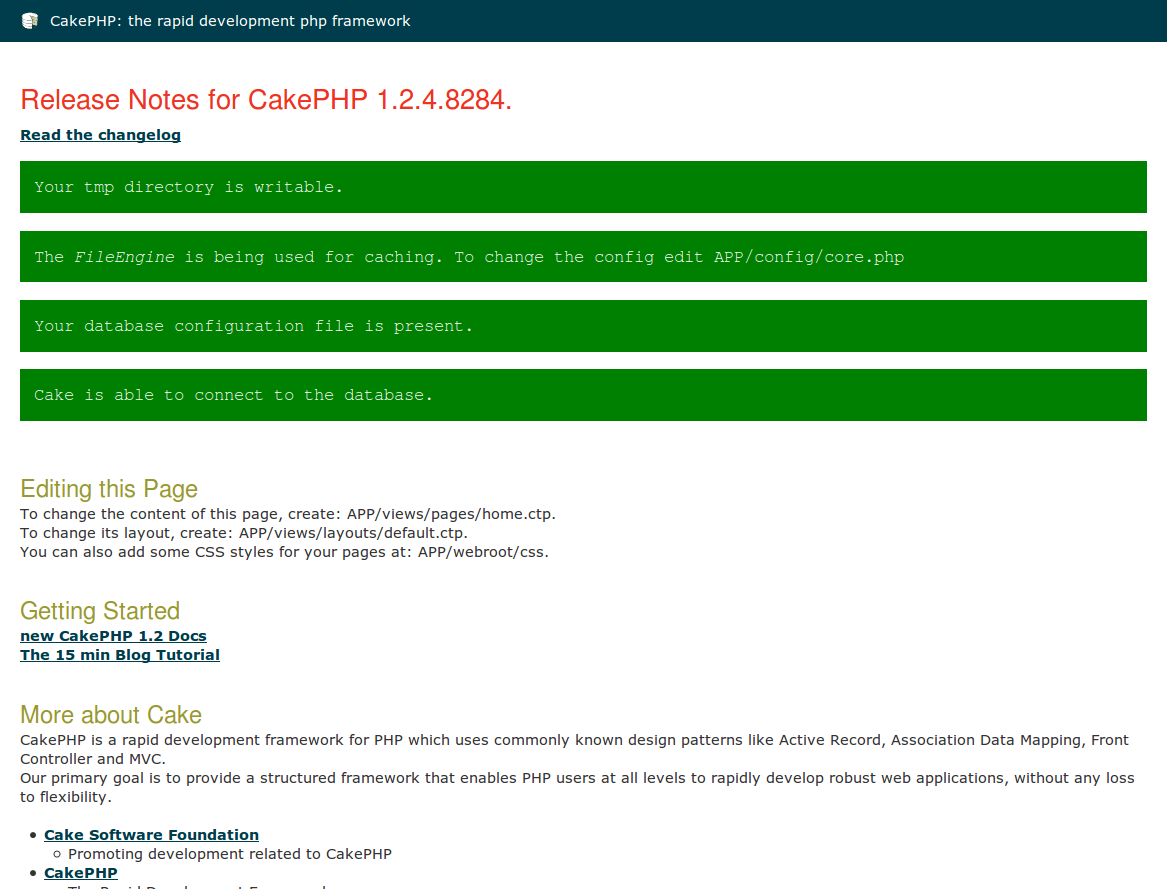 CakePHP: the rapid development php framework
Release Notes for CakePHP 1.2.4.8284.
Read the changelog
Your tmp directory is writable.
The FileEngine is being used for caching. To change the config edit APP/config/core.php
Your database configuration file is present.
Cake is able to connect to the database.
Editing this Page
To change the content of this page, create: APP/views/pages/home.ctp.
To change its layout, create: APP/views/layouts/default.ctp.
You can also add some CSS styles for your pages at: APP/webroot/css.
Getting Started
new CakePHP 1.2 Docs
The 15 min Blog Tutorial
More about Cake
CakePHP is a rapid development framework for PHP which uses commonly known design patterns like Active Record, Association Data Mapping, Front
Controller and MVC.
Our primary goal is to provide a structured framework that enables PHP users at all levels to rapidly develop robust web applications, without any loss
to flexibility.
Cake Software Foundation
Promoting development related to CakePHP
CakePHP
The Rapid Development Framework